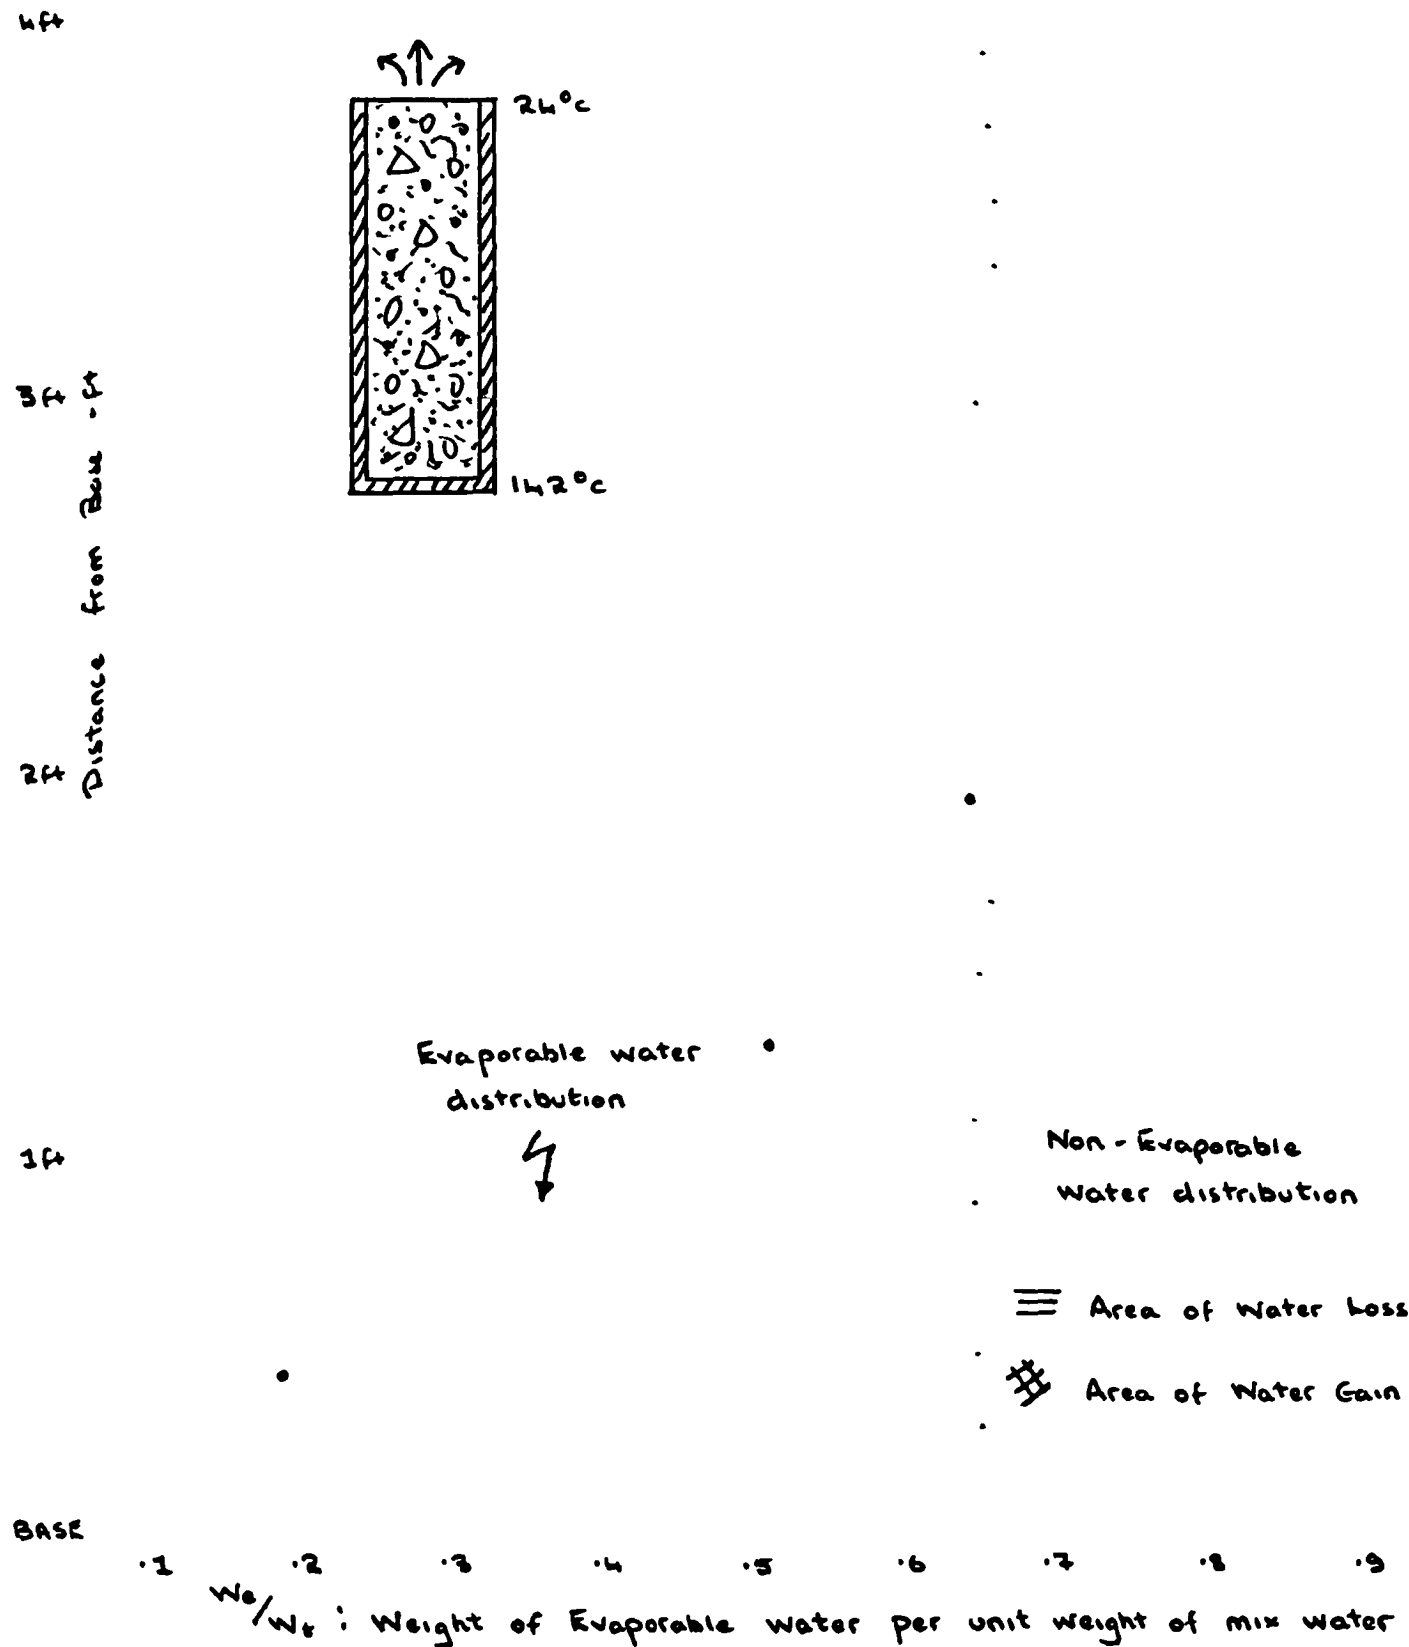 4ft
24°c
3ft
Distance from Base -ft
142°c
2ft
Evaporable water
distribution
1ft
Non-Evaporable
water distribution
Area of Water Loss
Area of Water Gain
BASE
.1 .2 .3 .4 .5 .6 .7 .8 .9
We/Wt : Weight of Evaporable water per unit weight of mix water